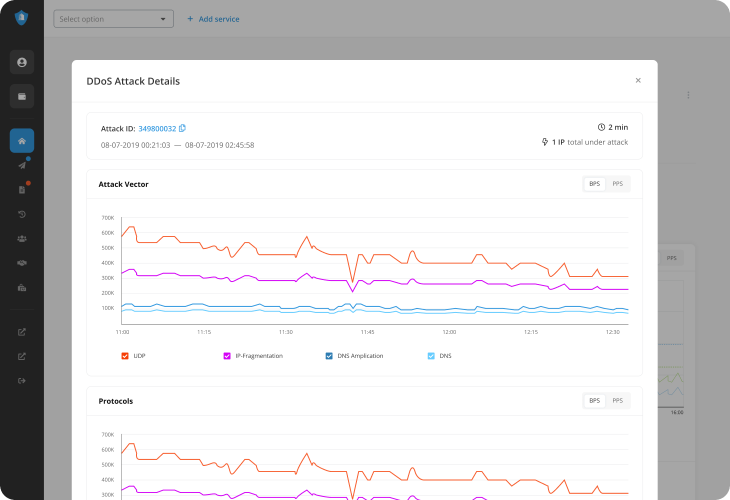 Select option
+ Add service
DDoS Attack Details
×
Attack ID: 349800032
2 min
08-07-2019 00:21:03 — 08-07-2019 02:45:58
1 IP total under attack
Attack Vector
BPS PPS
700K
600K
500K
400K
300K
200K
100K
11:00 11:15 11:30 11:45 12:00 12:15 12:30
UDP IP-Fragmentation DNS Amplication DNS
Protocols
BPS PPS
700K
600K
500K
400K
300K
PPS
16:00